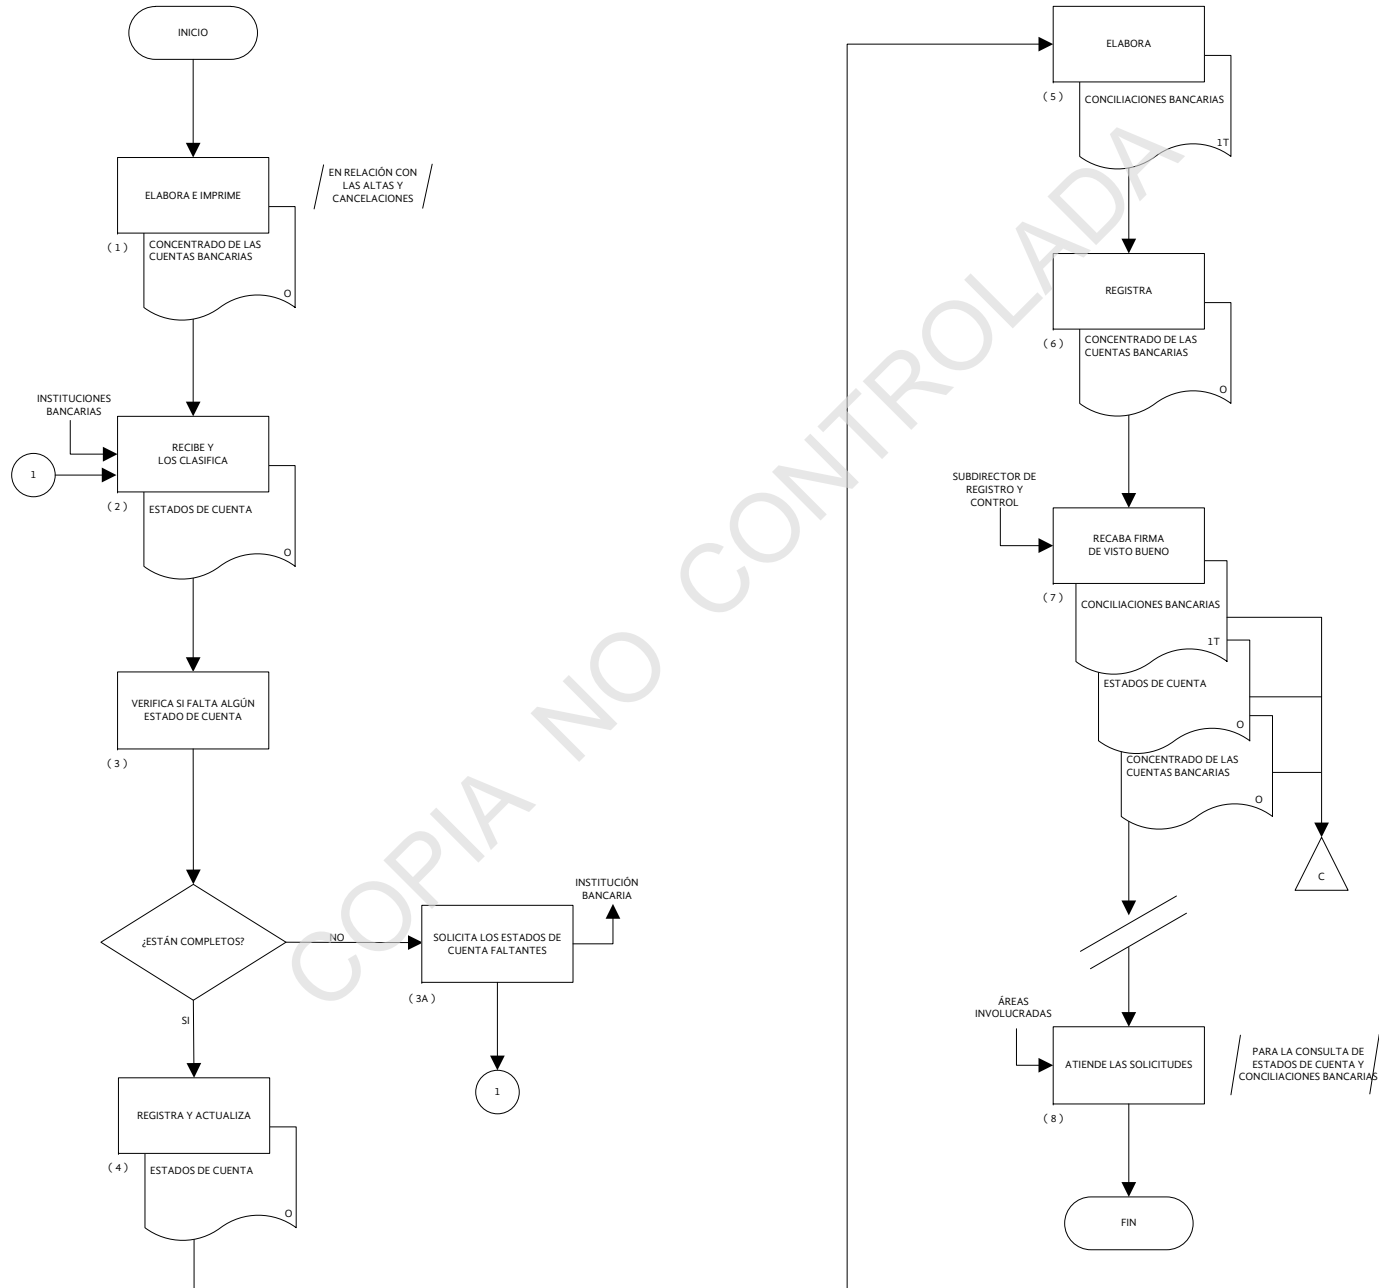 INICIO
ELABORA E IMPRIME
EN RELACIÓN CON
LAS ALTAS Y
CANCELACIONES
( 1 )
CONCENTRADO DE LAS
CUENTAS BANCARIAS
O
INSTITUCIONES
BANCARIAS
RECIBE Y
LOS CLASIFICA
1
( 2 )
ESTADOS DE CUENTA
O
VERIFICA SI FALTA ALGÚN
ESTADO DE CUENTA
( 3 )
¿ESTÁN COMPLETOS?
NO
SOLICITA LOS ESTADOS DE
CUENTA FALTANTES
INSTITUCIÓN
BANCARIA
( 3A )
1
SI
REGISTRA Y ACTUALIZA
( 4 )
ESTADOS DE CUENTA
O
ELABORA
( 5 )
CONCILIACIONES BANCARIAS
1T
REGISTRA
( 6 )
CONCENTRADO DE LAS
CUENTAS BANCARIAS
O
SUBDIRECTOR DE
REGISTRO Y
CONTROL
RECABA FIRMA
DE VISTO BUENO
( 7 )
CONCILIACIONES BANCARIAS
1T
ESTADOS DE CUENTA
O
CONCENTRADO DE LAS
CUENTAS BANCARIAS
O
C
ÁREAS
INVOLUCRADAS
ATIENDE LAS SOLICITUDES
PARA LA CONSULTA DE
ESTADOS DE CUENTA Y
CONCILIACIONES BANCARIAS
( 8 )
FIN
COPIA NO CONTROLADA